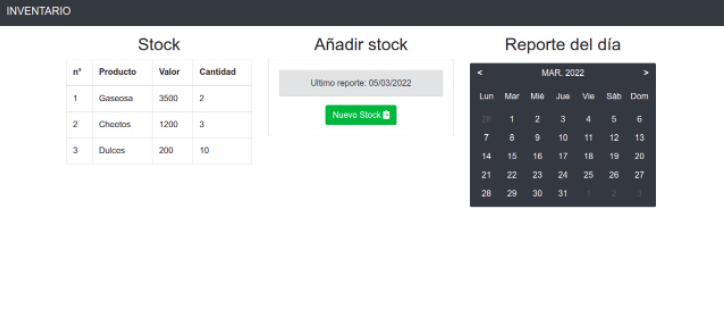 INVENTARIO
Stock
n° Producto Valor Cantidad
1 Gaseosa 3500 2
2 Cheetos 1200 3
3 Dulces 200 10
Añadir stock
Ultimo reporte: 05/03/2022
Nuevo Stock
Reporte del día
< MAR. 2022 >
Lun Mar Mié Jue Vie Sáb Dom
28 1 2 3 4 5 6
7 8 9 10 11 12 13
14 15 16 17 18 19 20
21 22 23 24 25 26 27
28 29 30 31 1 2 3